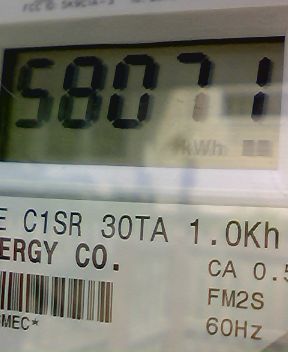 58071
kWh
E C1SR 30TA 1.0Kh
ERGY CO.
CA 0.5
FM2S
MEC*
60Hz